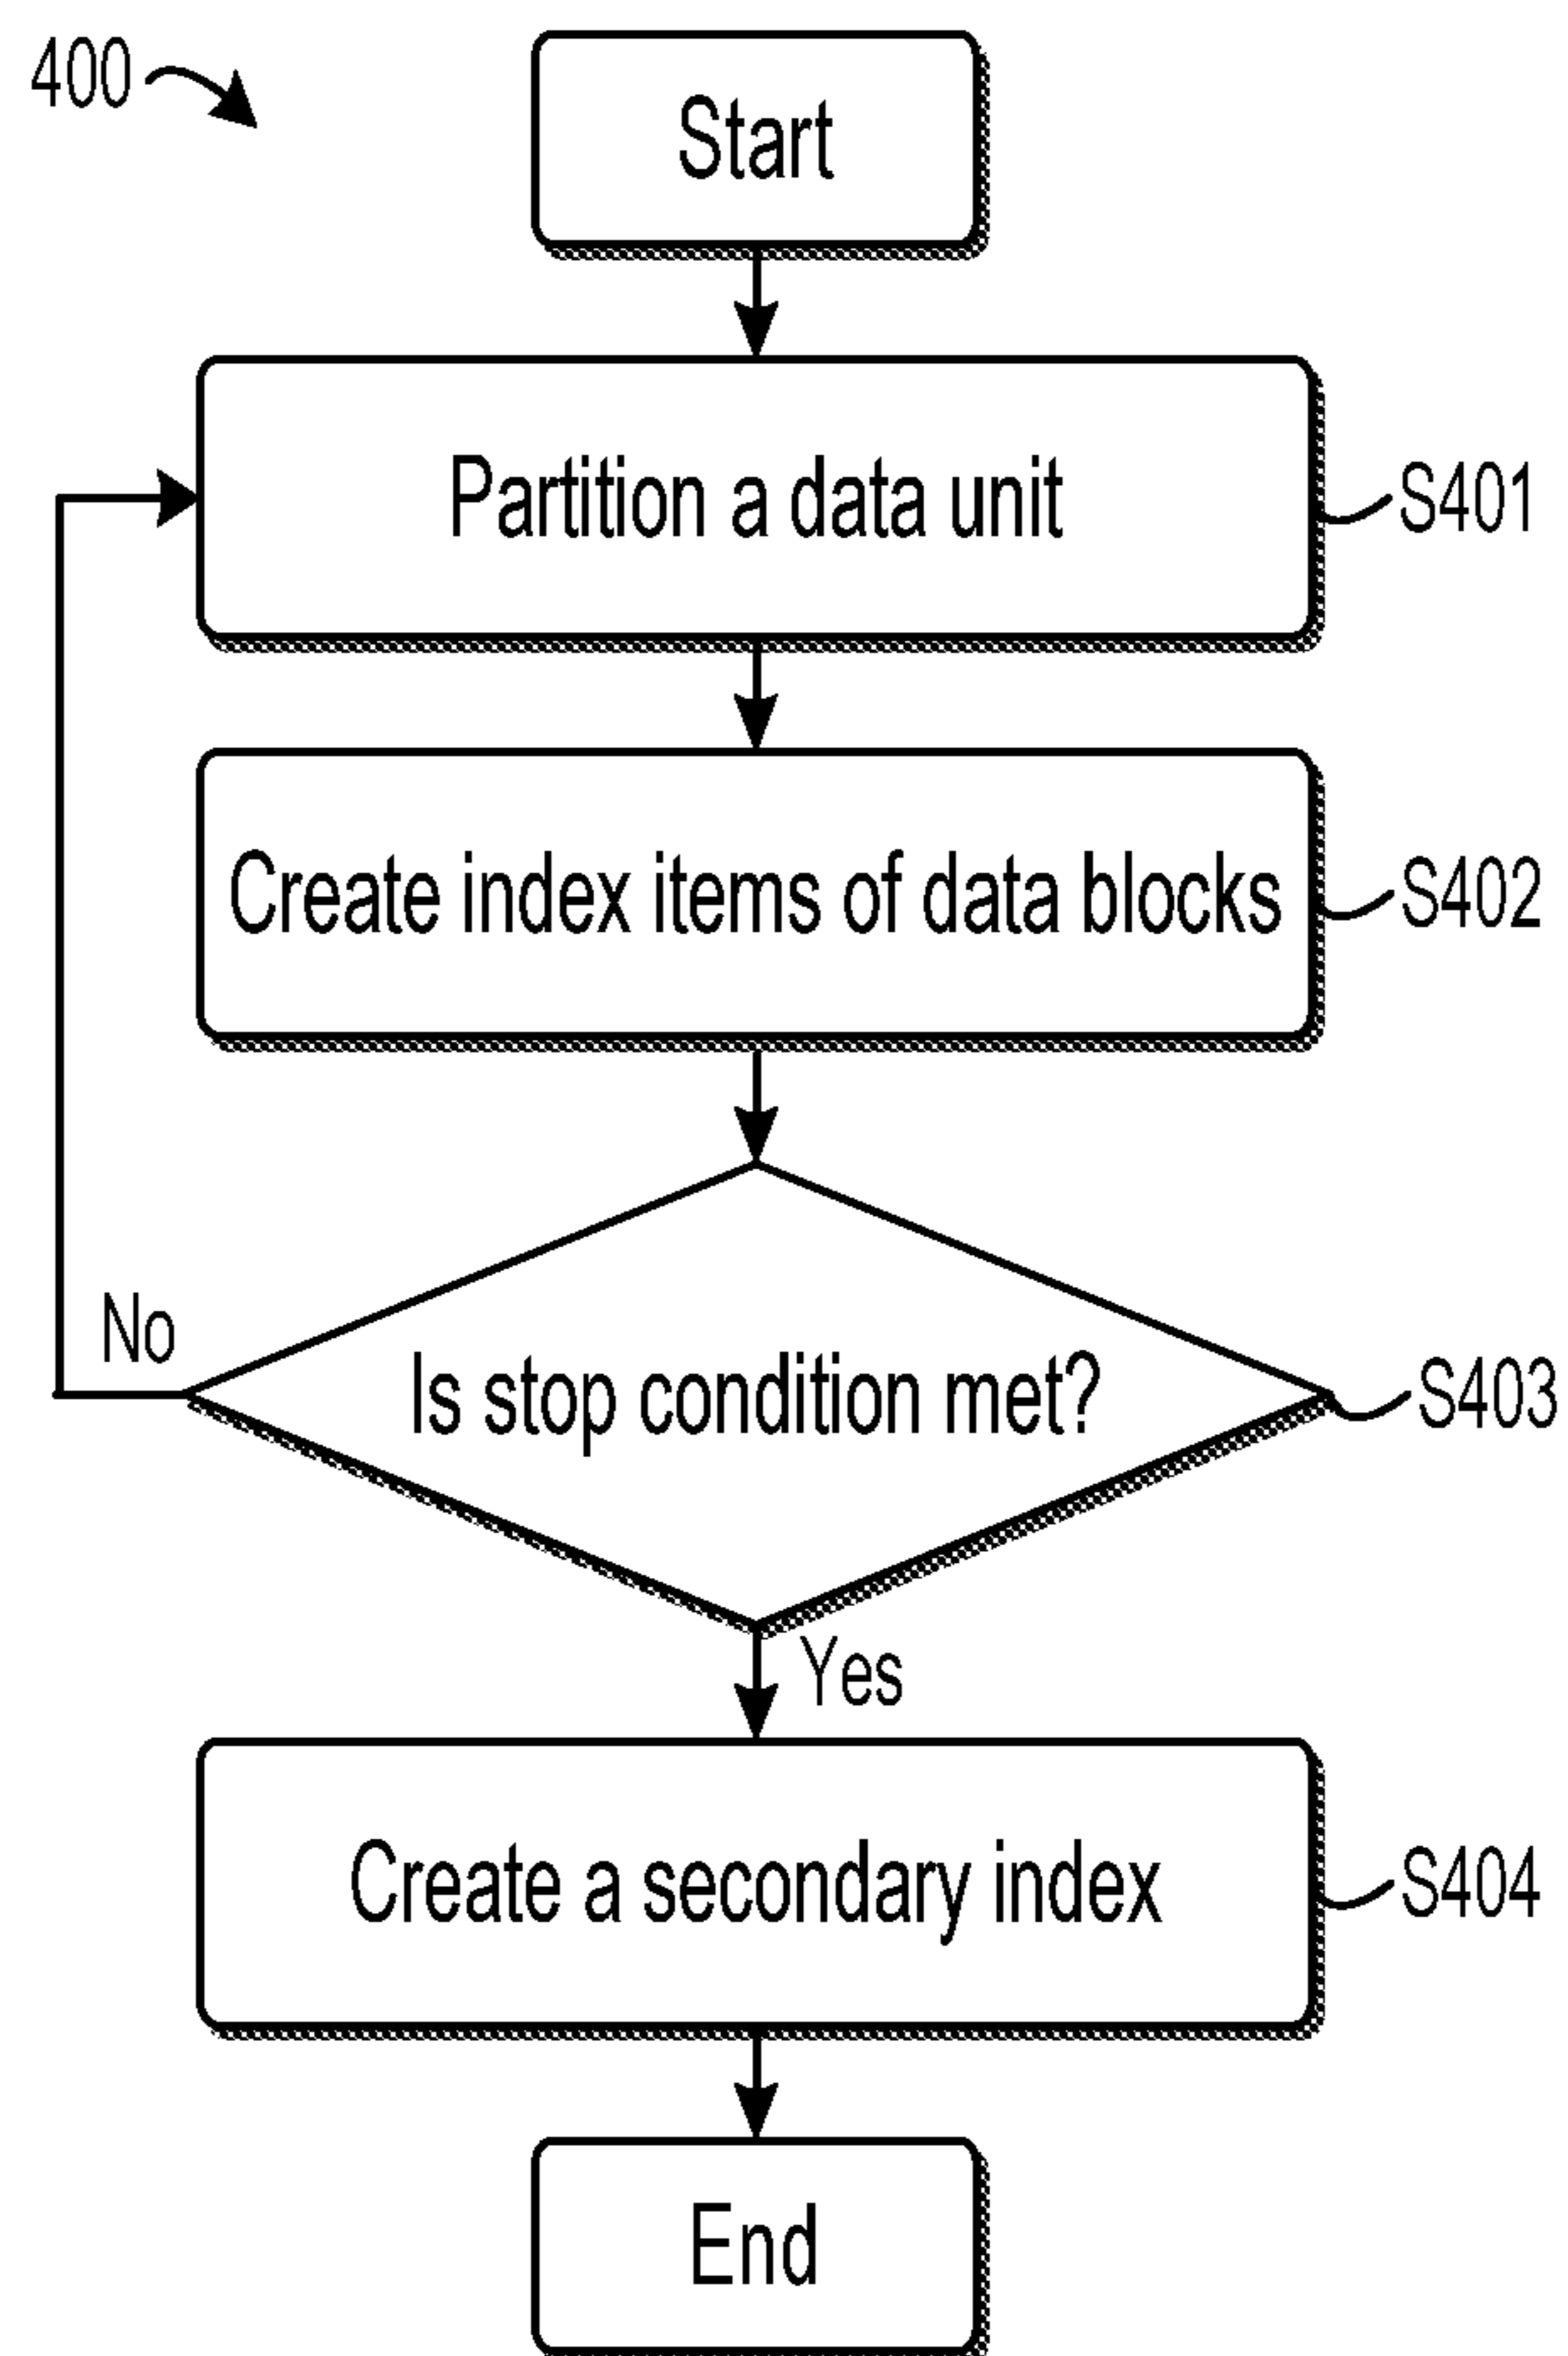 400
Start
Partition a data unit
S401
Create index items of data blocks
S402
No
Is stop condition met?
S403
Yes
Create a secondary index
S404
End